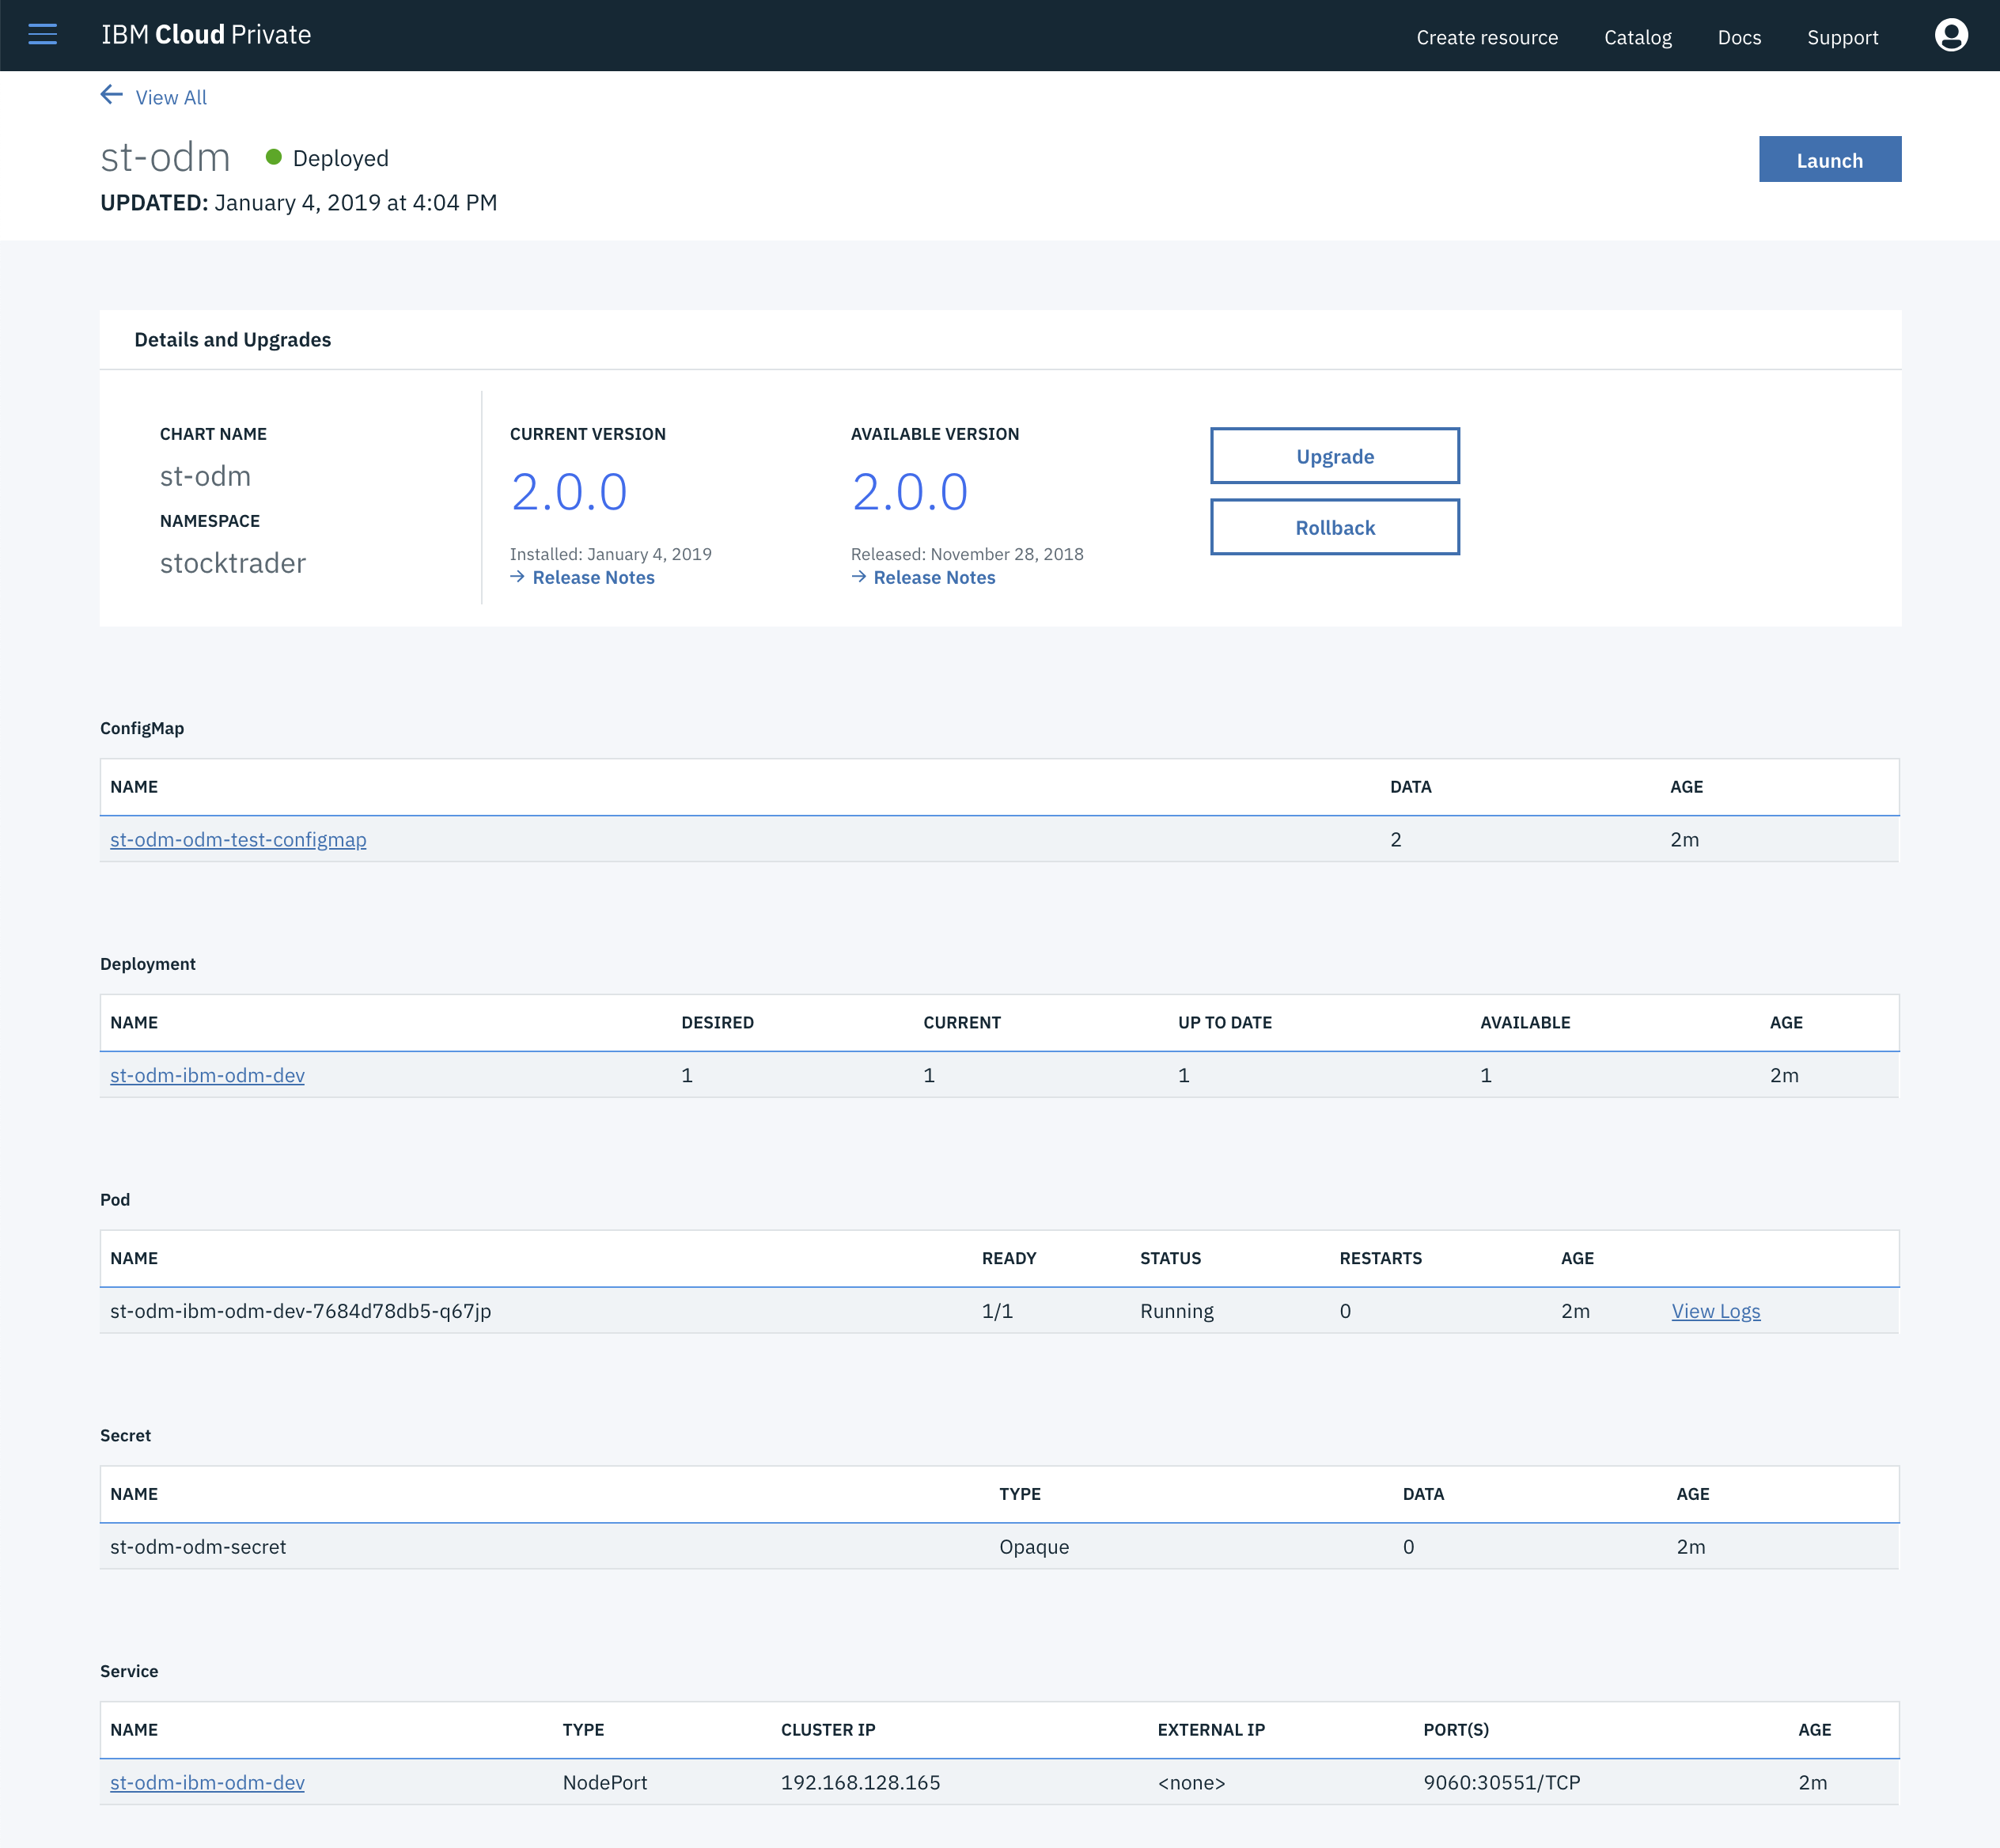 IBM Cloud Private
Create resource Catalog Docs Support
View All
st-odm Deployed
Launch
UPDATED: January 4, 2019 at 4:04 PM
Details and Upgrades
CHART NAME
st-odm
NAMESPACE
stocktrader
CURRENT VERSION
2.0.0
Installed: January 4, 2019
Release Notes
AVAILABLE VERSION
2.0.0
Released: November 28, 2018
Release Notes
Upgrade
Rollback
ConfigMap
NAME DATA AGE
st-odm-odm-test-configmap 2 2m
Deployment
NAME DESIRED CURRENT UP TO DATE AVAILABLE AGE
st-odm-ibm-odm-dev 1 1 1 1 2m
Pod
NAME READY STATUS RESTARTS AGE
st-odm-ibm-odm-dev-7684d78db5-q67jp 1/1 Running 0 2m View Logs
Secret
NAME TYPE DATA AGE
st-odm-odm-secret Opaque 0 2m
Service
NAME TYPE CLUSTER IP EXTERNAL IP PORT(S) AGE
st-odm-ibm-odm-dev NodePort 192.168.128.165 <none> 9060:30551/TCP 2m